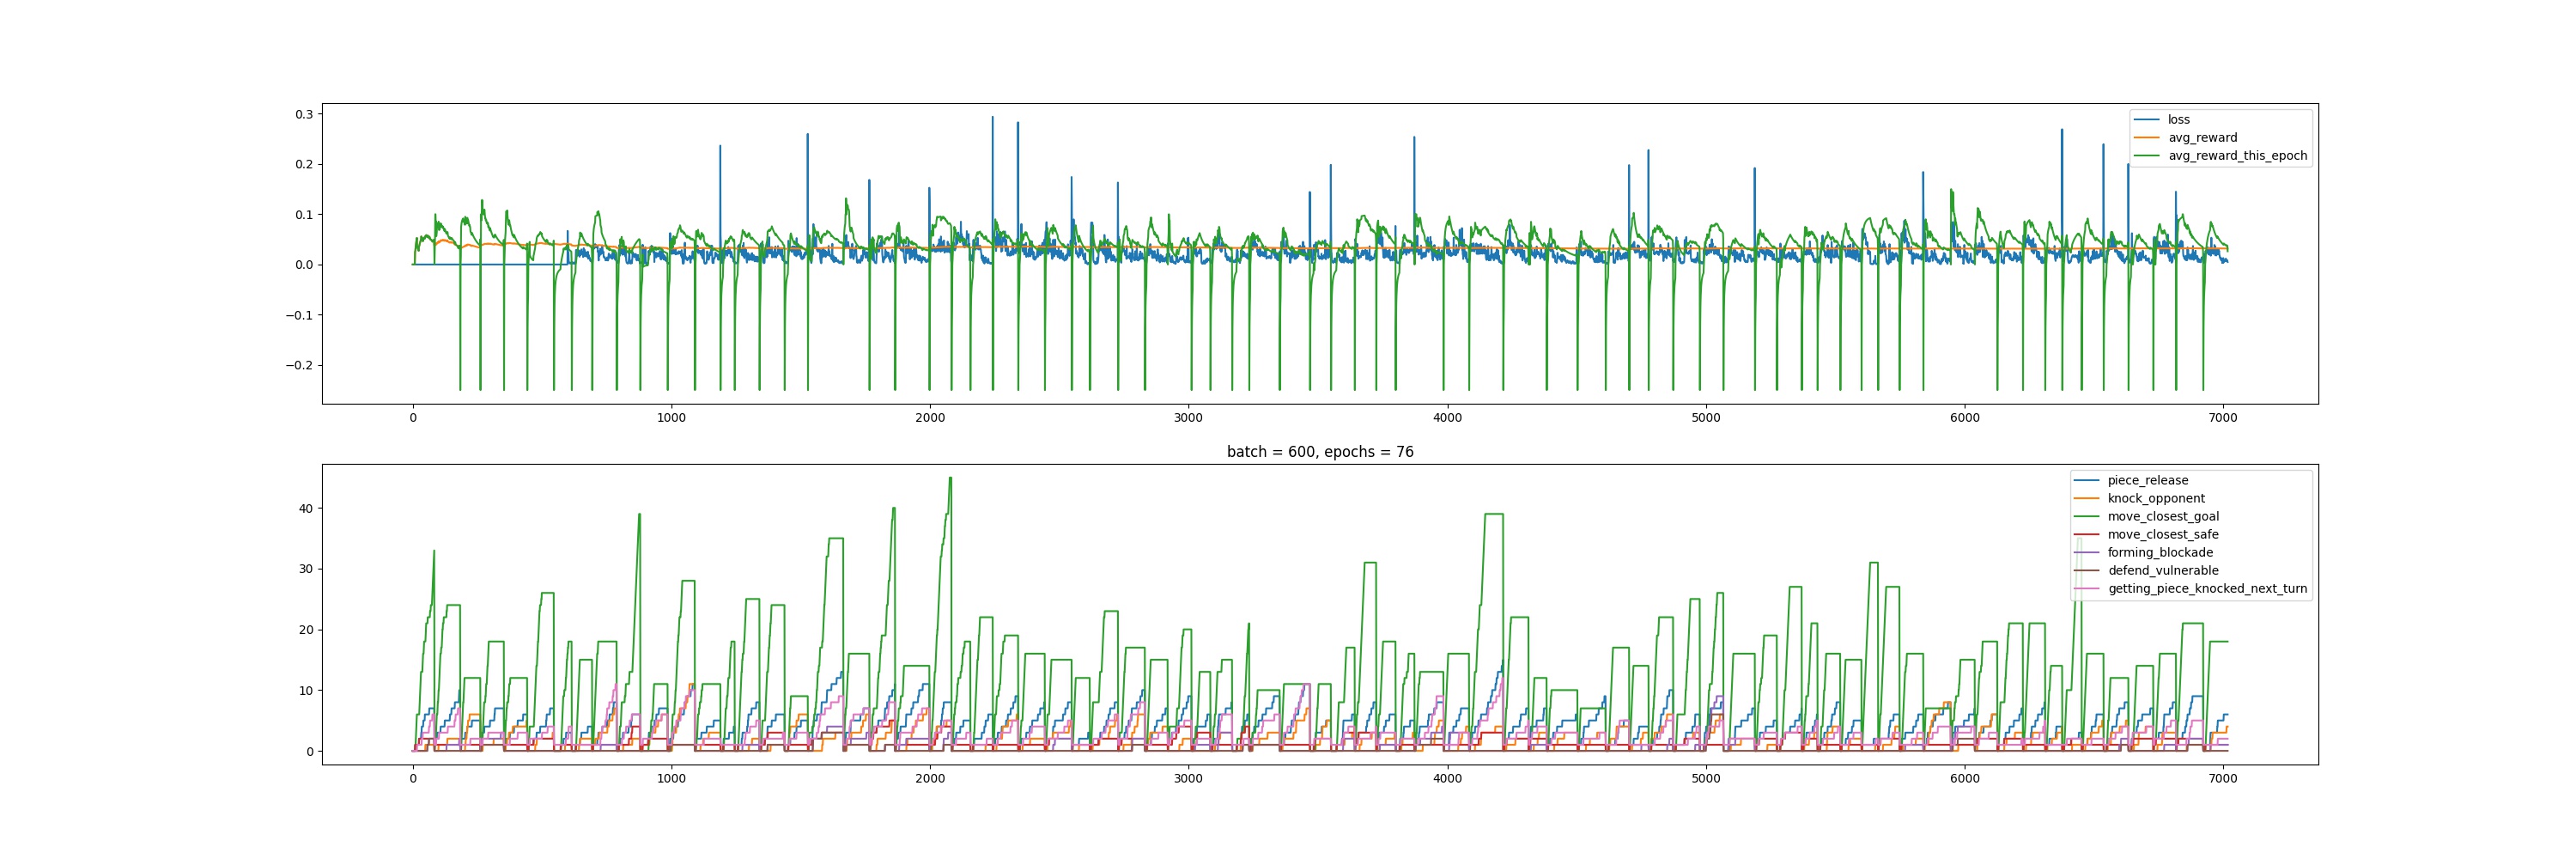 0.3
0.2
0.1
0.0
−0.1
−0.2
loss
avg_reward
avg_reward_this_epoch
0 1000 2000 3000 4000 5000 6000 7000
batch = 600, epochs = 76
40
30
20
10
0
piece_release
knock_opponent
move_closest_goal
move_closest_safe
forming_blockade
defend_vulnerable
getting_piece_knocked_next_turn
0 1000 2000 3000 4000 5000 6000 7000